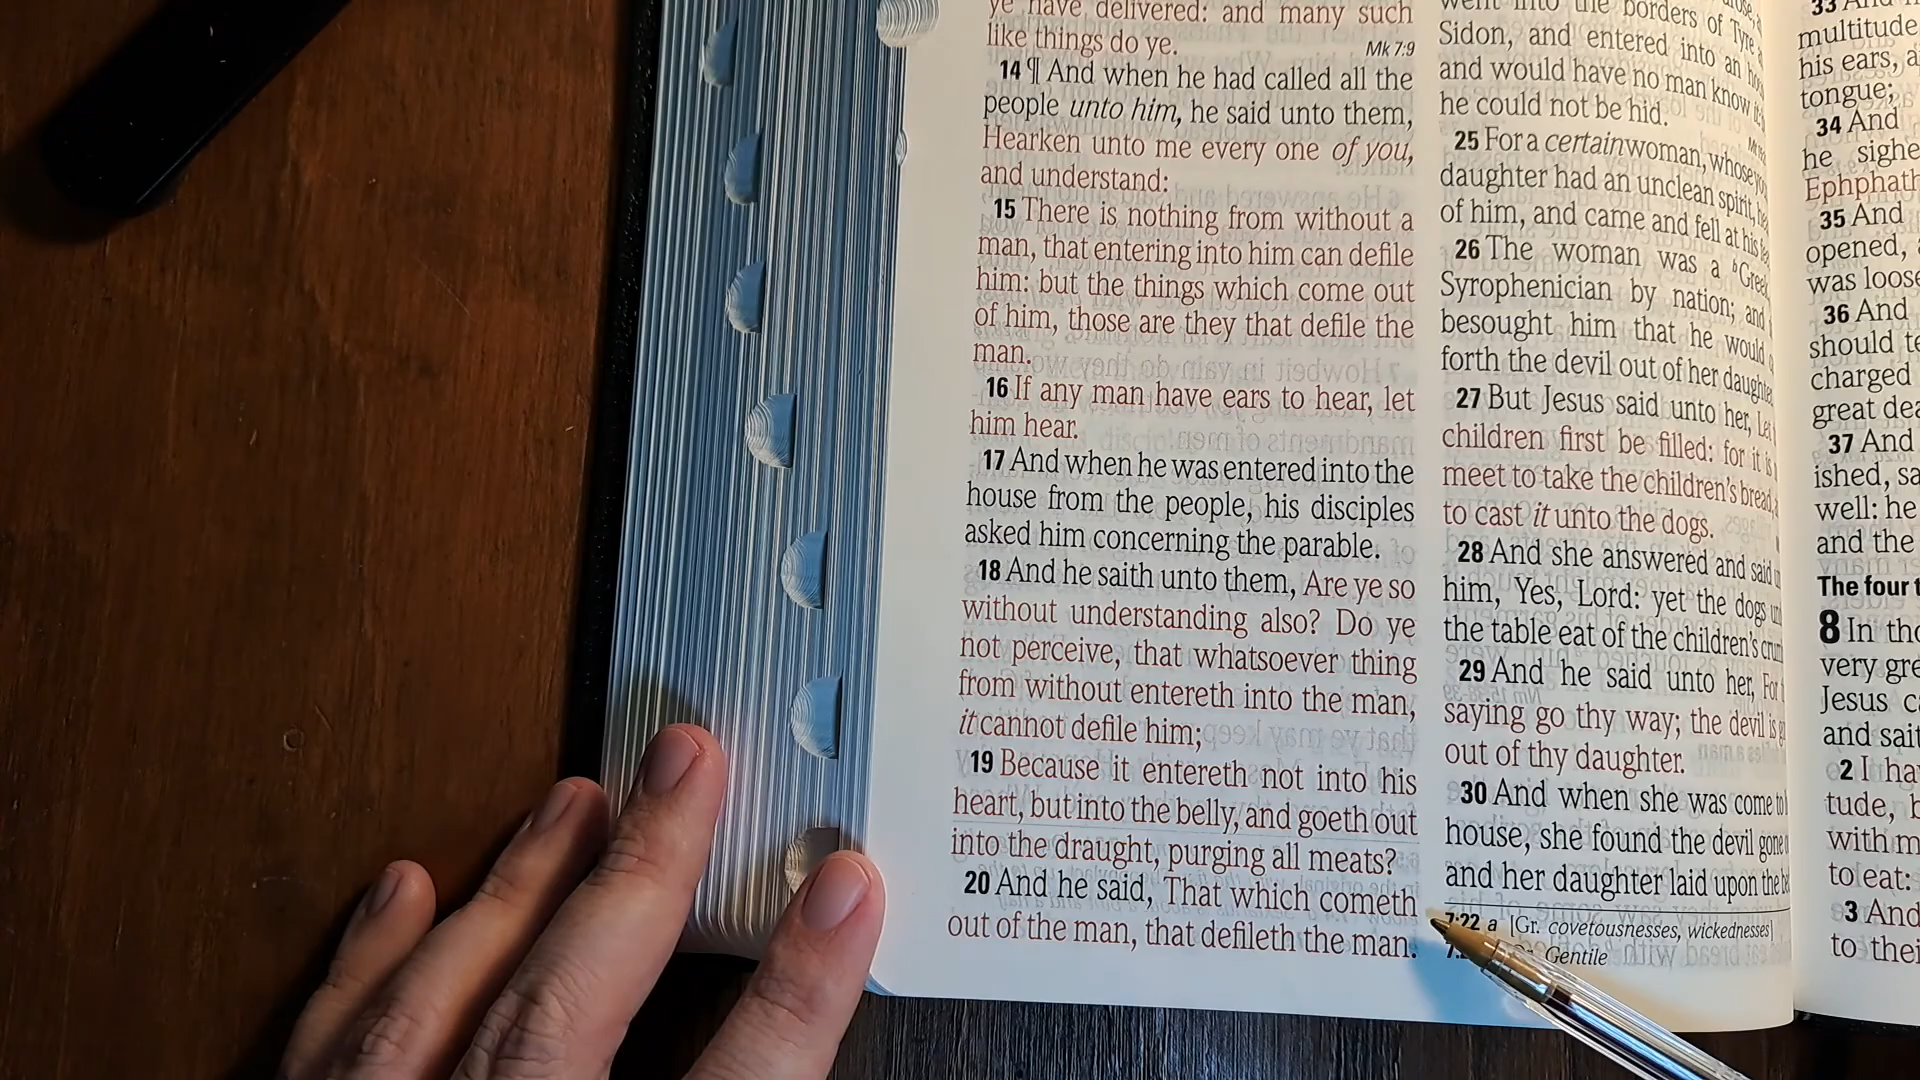 ye have delivered: and many such
like things do ye. Mk 7:9
14 ¶ And when he had called all the
people unto him, he said unto them,
Hearken unto me every one of you,
and understand:
15 There is nothing from without a
man, that entering into him can defile
him: but the things which come out
of him, those are they that defile the
man.
16 If any man have ears to hear, let
him hear.
17 And when he was entered into the
house from the people, his disciples
asked him concerning the parable.
18 And he saith unto them, Are ye so
without understanding also? Do ye
not perceive, that whatsoever thing
from without entereth into the man,
it cannot defile him;
19 Because it entereth not into his
heart, but into the belly, and goeth out
into the draught, purging all meats?
20 And he said, That which cometh
out of the man, that defileth the man.
went into the borders of Tyre
Sidon, and entered into an
and would have no man know
he could not be hid.
25 For a certain woman, whose
daughter had an unclean spirit,
of him, and came and fell at his
26 The woman was a b Greek,
Syrophenician by nation; and
besought him that he would
forth the devil out of her daughter
27 But Jesus said unto her, Let
children first be filled: for it is
meet to take the children's bread,
to cast it unto the dogs.
28 And she answered and said
him, Yes, Lord: yet the dogs
the table eat of the children's
29 And he said unto her, For
saying go thy way; the devil is
out of thy daughter.
30 And when she was come to
house, she found the devil gone
and her daughter laid upon the
7:22 a [Gr. covetousnesses, wickednesses]
Gentile
33 And
multitude
his ears,
tongue;
34 And
he
35 And
opened,
was
36 And
should
charged
great
37 And
well: he
and the
The four
8 In
very
Jesus
and
2 I
with
to eat:
3 And
to